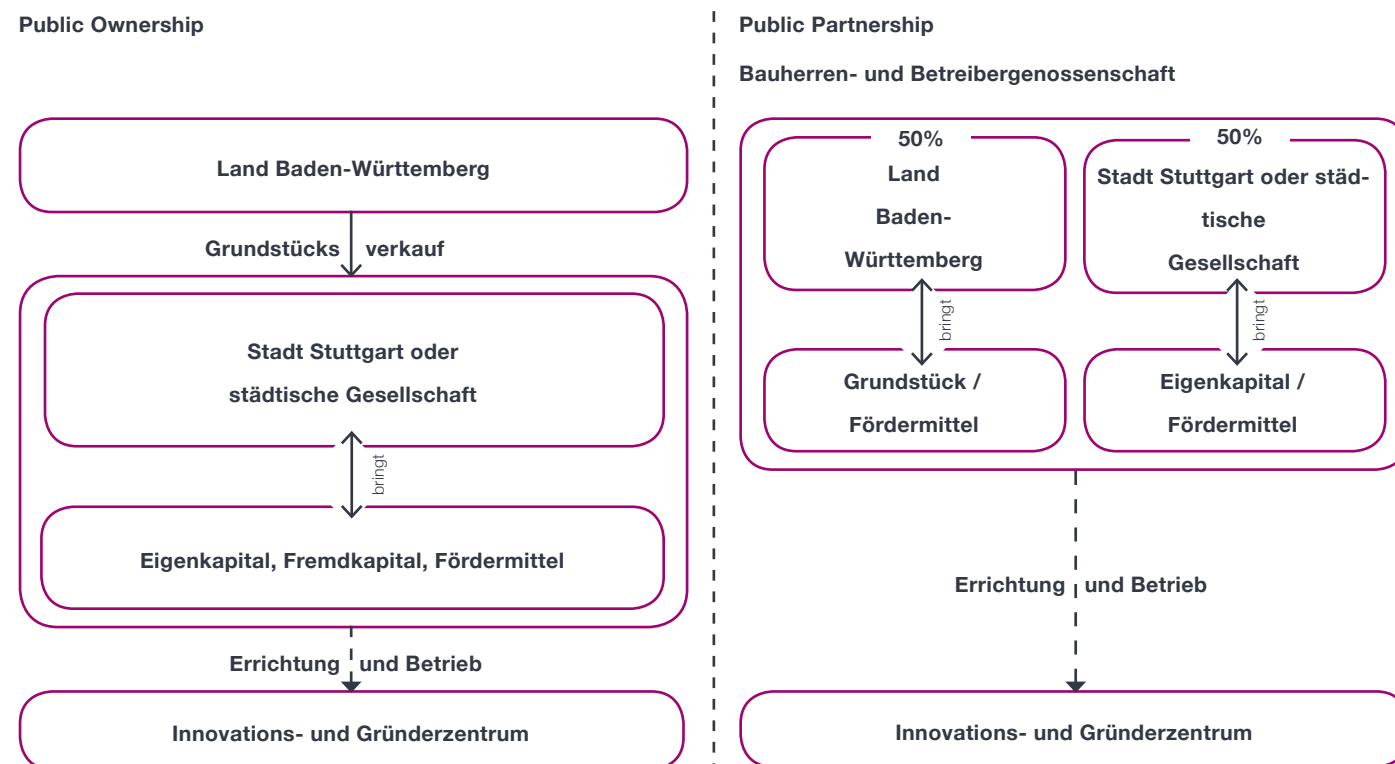 Public Ownership
Land Baden-Württemberg
Grundstücks verkauf
Stadt Stuttgart oder
städtische Gesellschaft
bringt
Eigenkapital, Fremdkapital, Fördermittel
Errichtung und Betrieb
Innovations- und Gründerzentrum
Public Partnership
Bauherren- und Betreibergenossenschaft
50%
Land
Baden-
Württemberg
bringt
Grundstück /
Fördermittel
50%
Stadt Stuttgart oder städ-
tische
Gesellschaft
bringt
Eigenkapital /
Fördermittel
Errichtung und Betrieb
Innovations- und Gründerzentrum